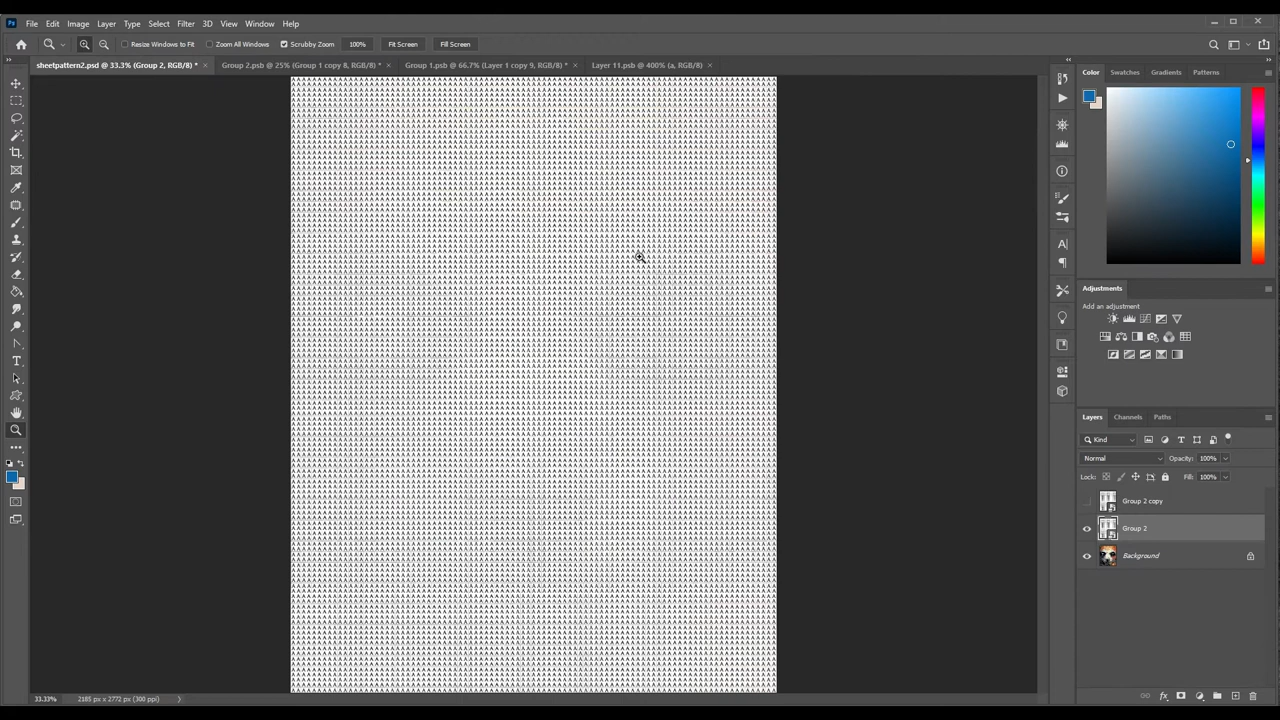 Ps File Edit Image Layer Type Select Filter 3D View Window Help
Resize Windows to Fit Zoom All Windows Scrubby Zoom 100% Fit Screen Fill Screen
sheetpattern2.psd @ 33.3% (Group 2, RGB/8) * × Group 2.psb @ 25% (Group 1 copy 8, RGB/8) * × Group 1.psb @ 66.7% (Layer 1 copy 9, RGB/8) * × Layer 11.psb @ 400% (a, RGB/8) ×
Color Swatches Gradients Patterns
Adjustments
Add an adjustment
Layers Channels Paths
Kind
Normal Opacity: 100%
Lock: Fill: 100%
Group 2 copy
Group 2
Background
33.33% 2185 px x 2772 px (300 ppi)